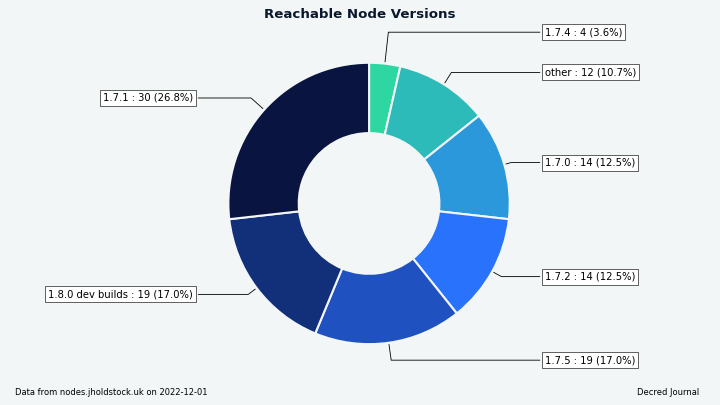 Reachable Node Versions
1.7.4 : 4 (3.6%)
other : 12 (10.7%)
1.7.1 : 30 (26.8%)
1.7.0 : 14 (12.5%)
1.7.2 : 14 (12.5%)
1.8.0 dev builds : 19 (17.0%)
1.7.5 : 19 (17.0%)
Data from nodes.jholdstock.uk on 2022-12-01
Decred Journal